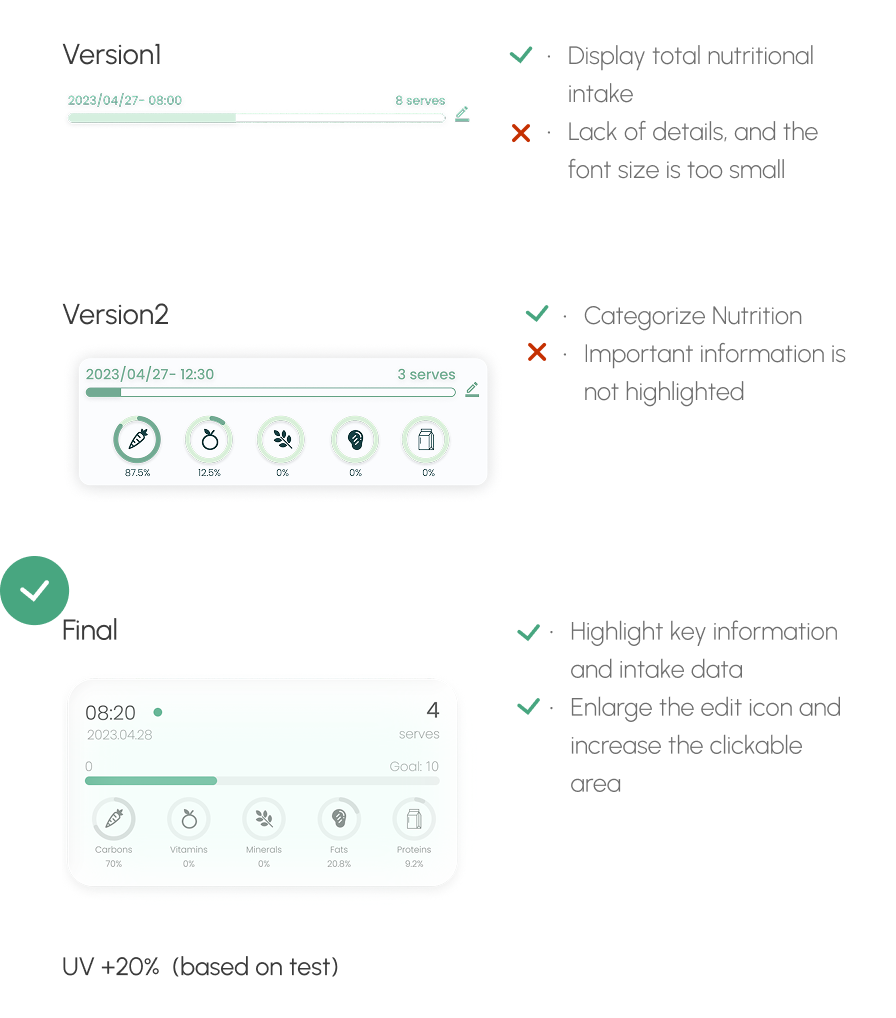 Version1
2023/04/27- 08:00
8 serves
· Display total nutritional
intake
· Lack of details, and the
font size is too small
Version2
2023/04/27- 12:30
3 serves
87.5%
12.5%
0%
0%
0%
· Categorize Nutrition
· Important information is
not highlighted
Final
08:20
4
2023.04.28
serves
0
Goal: 10
Carbons
Vitamins
Minerals
Fats
Proteins
70%
0%
0%
20.8%
9.2%
· Highlight key information
and intake data
· Enlarge the edit icon and
increase the clickable
area
UV +20% (based on test)